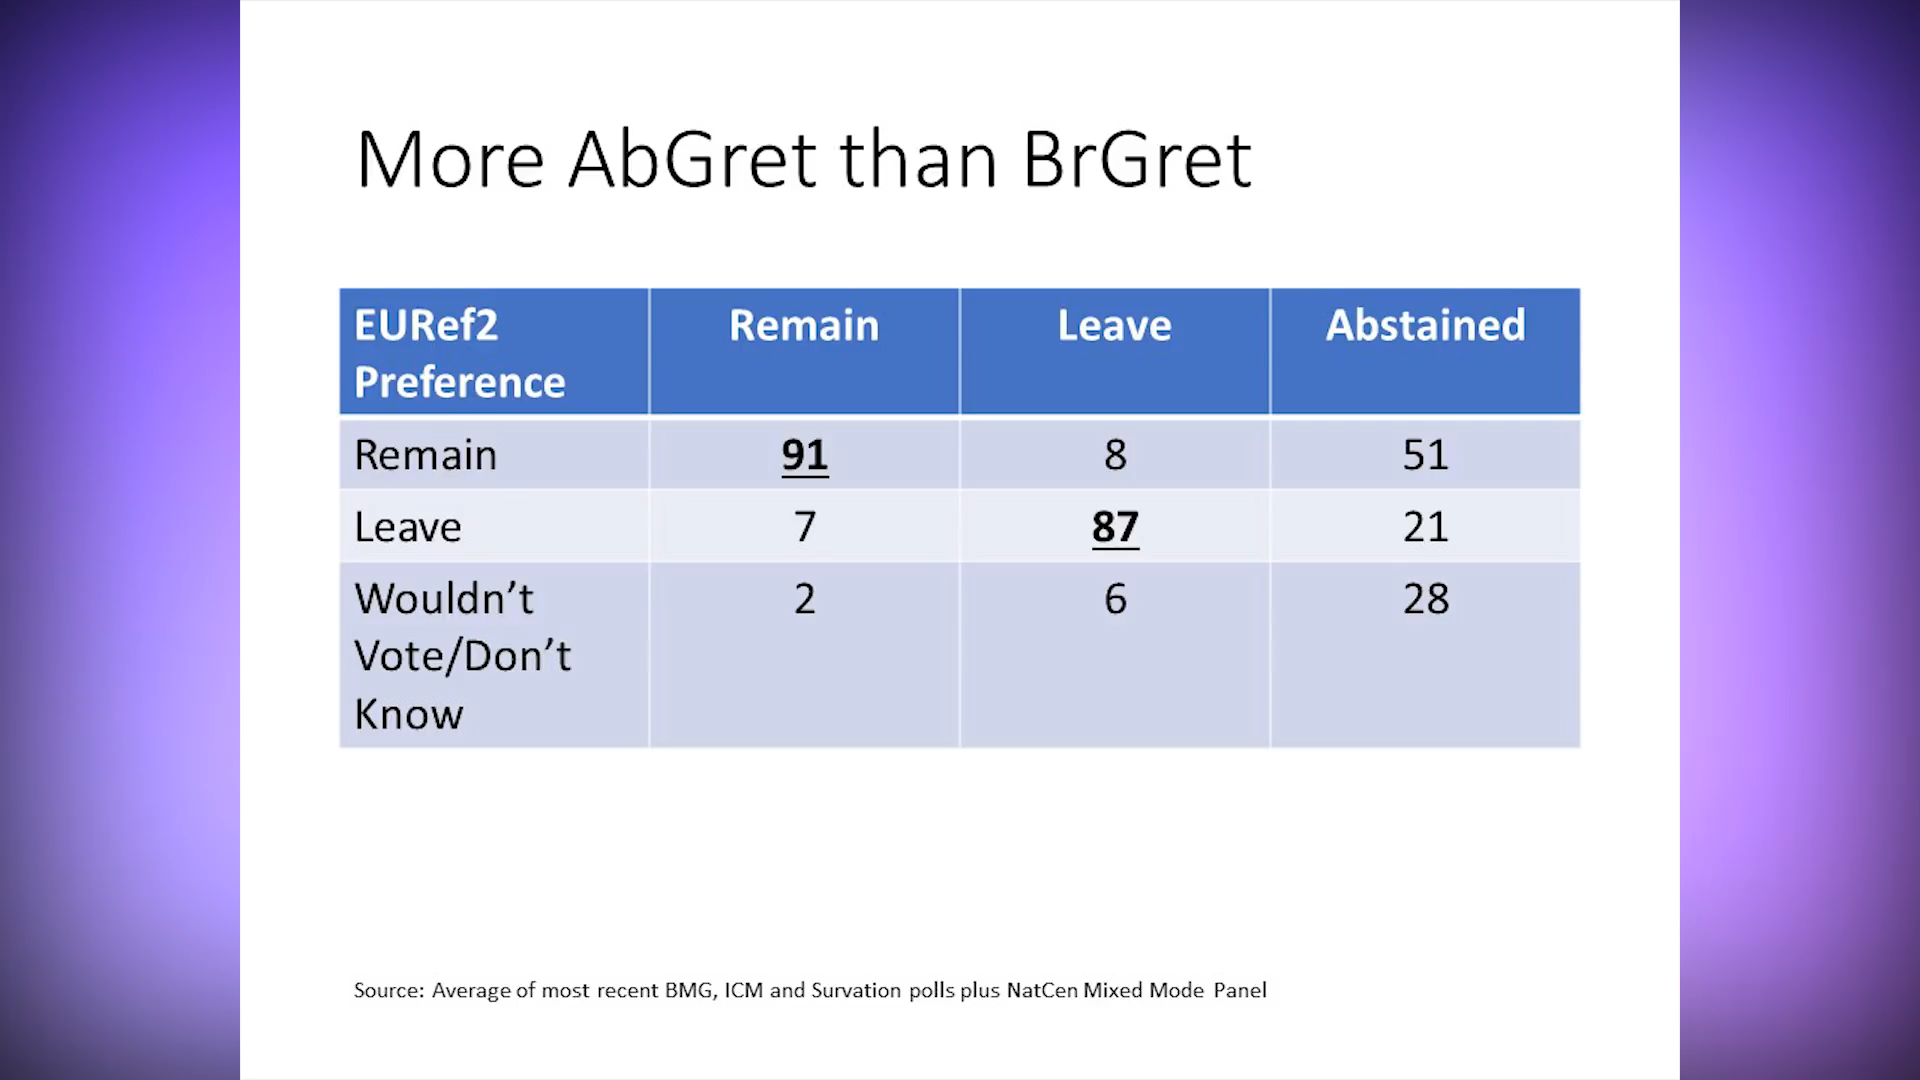 More AbGret than BrGret
EURef2 Remain Leave Abstained
Preference
Remain 91 8 51
Leave 7 87 21
Wouldn’t 2 6 28
Vote/Don’t
Know
Source: Average of most recent BMG, ICM and Survation polls plus NatCen Mixed Mode Panel